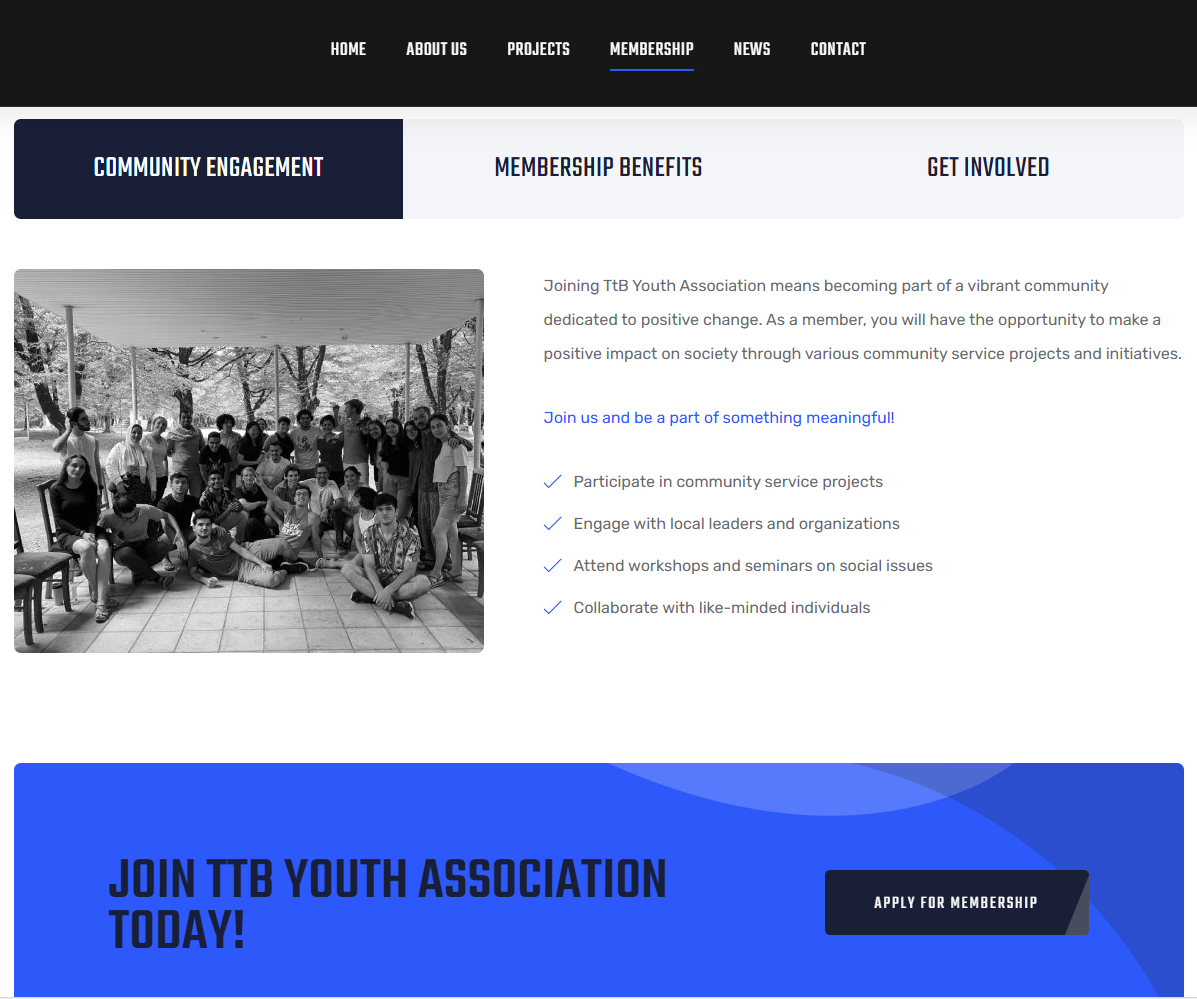 HOME ABOUT US PROJECTS MEMBERSHIP NEWS CONTACT
COMMUNITY ENGAGEMENT MEMBERSHIP BENEFITS GET INVOLVED
Joining TtB Youth Association means becoming part of a vibrant community
dedicated to positive change. As a member, you will have the opportunity to make a
positive impact on society through various community service projects and initiatives.
Join us and be a part of something meaningful!
Participate in community service projects
Engage with local leaders and organizations
Attend workshops and seminars on social issues
Collaborate with like-minded individuals
JOIN TTB YOUTH ASSOCIATION
TODAY!
APPLY FOR MEMBERSHIP